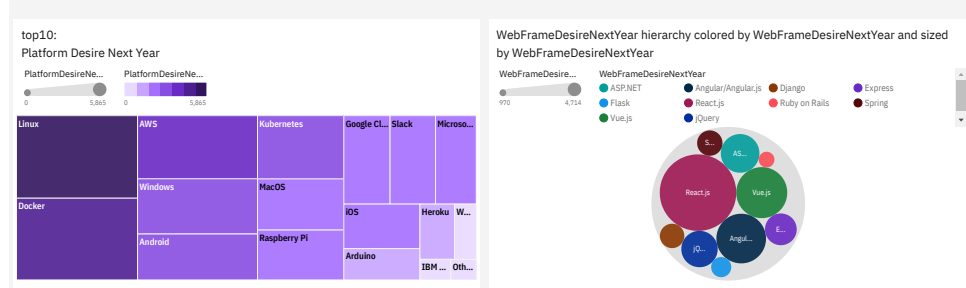 top10:
Platform Desire Next Year
PlatformDesireNe...
PlatformDesireNe...
0
5,865
0
5,865
Linux
AWS
Kubernetes
Google Cl...
Slack
Microso...
Windows
MacOS
Docker
iOS
Heroku
W...
Android
Raspberry Pi
Arduino
IBM ...
Oth...
WebFrameDesireNextYear hierarchy colored by WebFrameDesireNextYear and sized
by WebFrameDesireNextYear
WebFrameDesire...
970
4,714
WebFrameDesireNextYear
ASP.NET
Angular/Angular.js
Django
Express
Flask
React.js
Ruby on Rails
Spring
Vue.js
jQuery
S...
AS...
React.js
Vue.js
E...
Angul...
jQ...